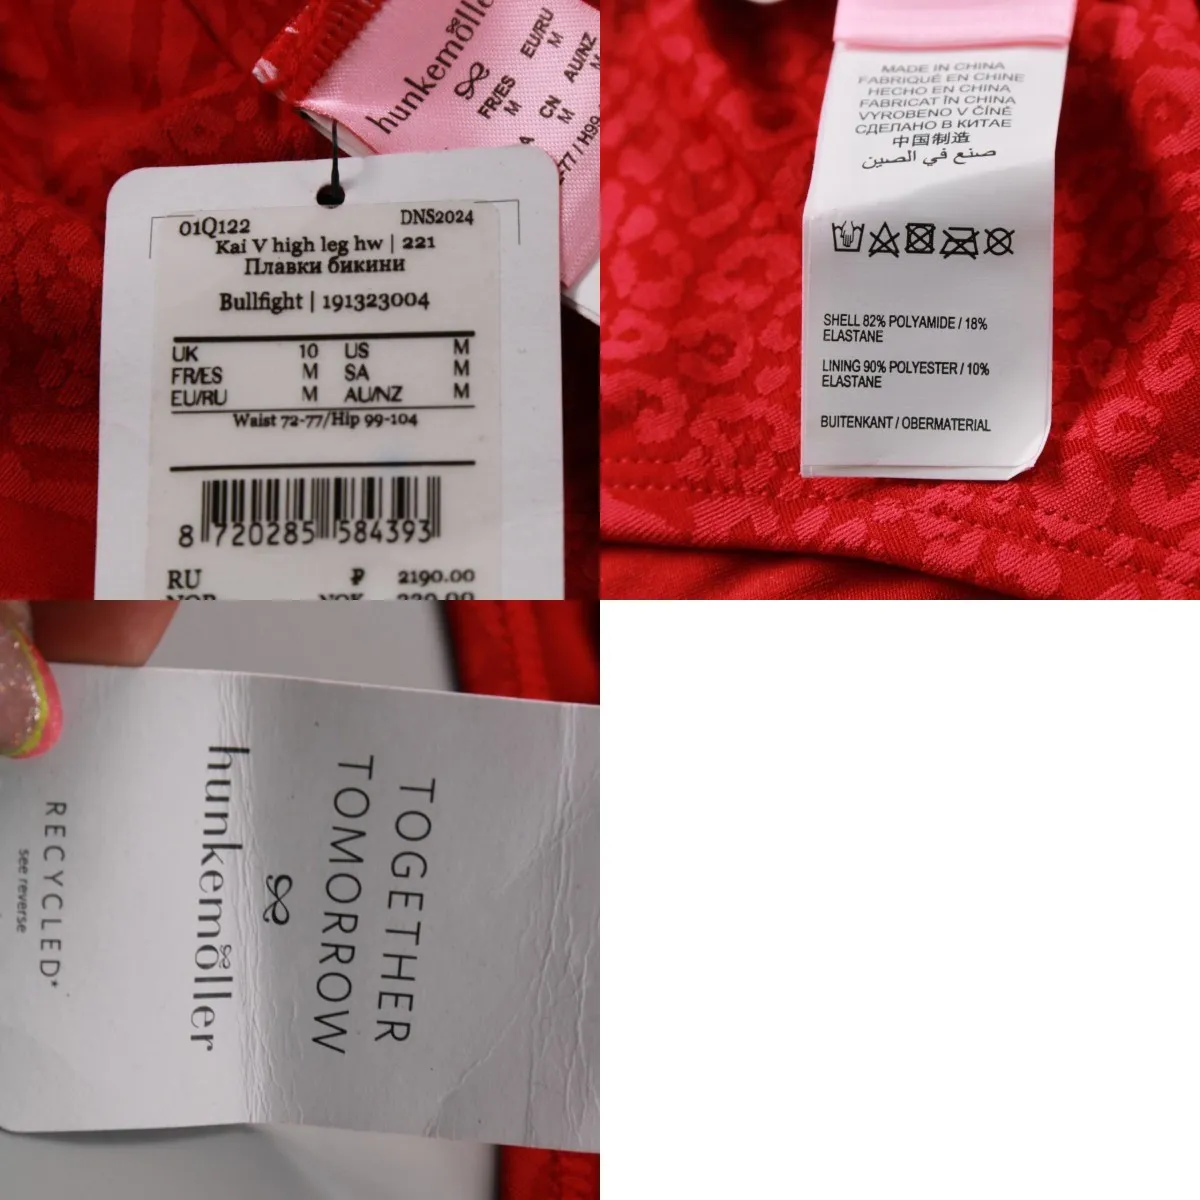 hunkemöller
EU/RU
M
AU/NZ
M
FR/ES
M
CN
M
01Q122
DNS2024
Kai V high leg hw | 221
Плавки бикини
Bullfight | 191323004
UK 10 US M
FR/ES M SA M
EU/RU M AU/NZ M
Waist 72-77/Hip 99-104
8 720285 584393
RU ₽ 2190.00
NOR NOK 220.00
MADE IN CHINA
FABRIQUÉ EN CHINE
HECHO EN CHINA
FABRICAT ÎN CHINA
VYROBENO V ČÍNĚ
СДЕЛАНО В КИТАЕ
中国制造
صنع في الصين
SHELL 82% POLYAMIDE / 18%
ELASTANE
LINING 90% POLYESTER / 10%
ELASTANE
BUITENKANT / OBERMATERIAL
TOGETHER
TOMORROW
hunkemöller
RECYCLED*
see reverse